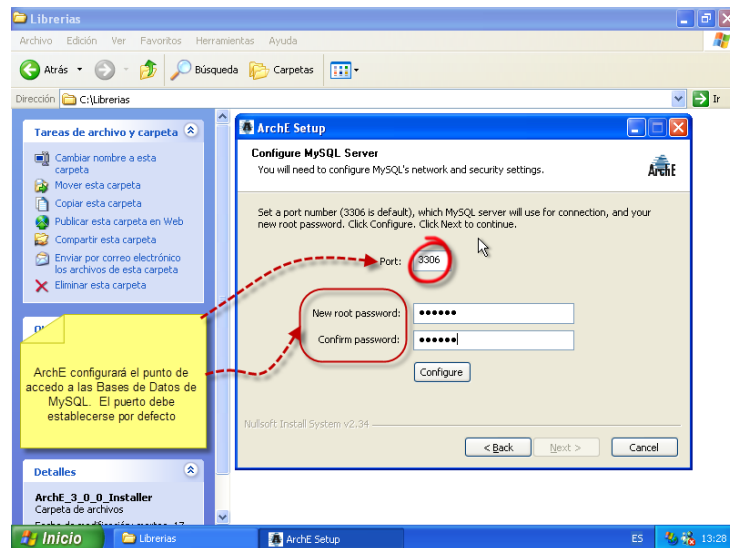 Librerias
Archivo Edición Ver Favoritos Herramientas Ayuda
Atrás Búsqueda Carpetas
Dirección C:\Librerias Ir
Tareas de archivo y carpeta
Cambiar nombre a esta
carpeta
Mover esta carpeta
Copiar esta carpeta
Publicar esta carpeta en Web
Compartir esta carpeta
Enviar por correo electrónico
los archivos de esta carpeta
Eliminar esta carpeta
ArchE configurará el punto de
accedo a las Bases de Datos de
MySQL. El puerto debe
establecerse por defecto
Detalles
ArchE_3_0_0_Installer
Carpeta de archivos
ArchE Setup
Configure MySQL Server
You will need to configure MySQL's network and security settings.
ArchE
Set a port number (3306 is default), which MySQL server will use for connection, and your
new root password. Click Configure. Click Next to continue.
Port: 3306
New root password:
Confirm password:
Configure
Nullsoft Install System v2.34
< Back Next > Cancel
Inicio Librerias ArchE Setup ES 13:28